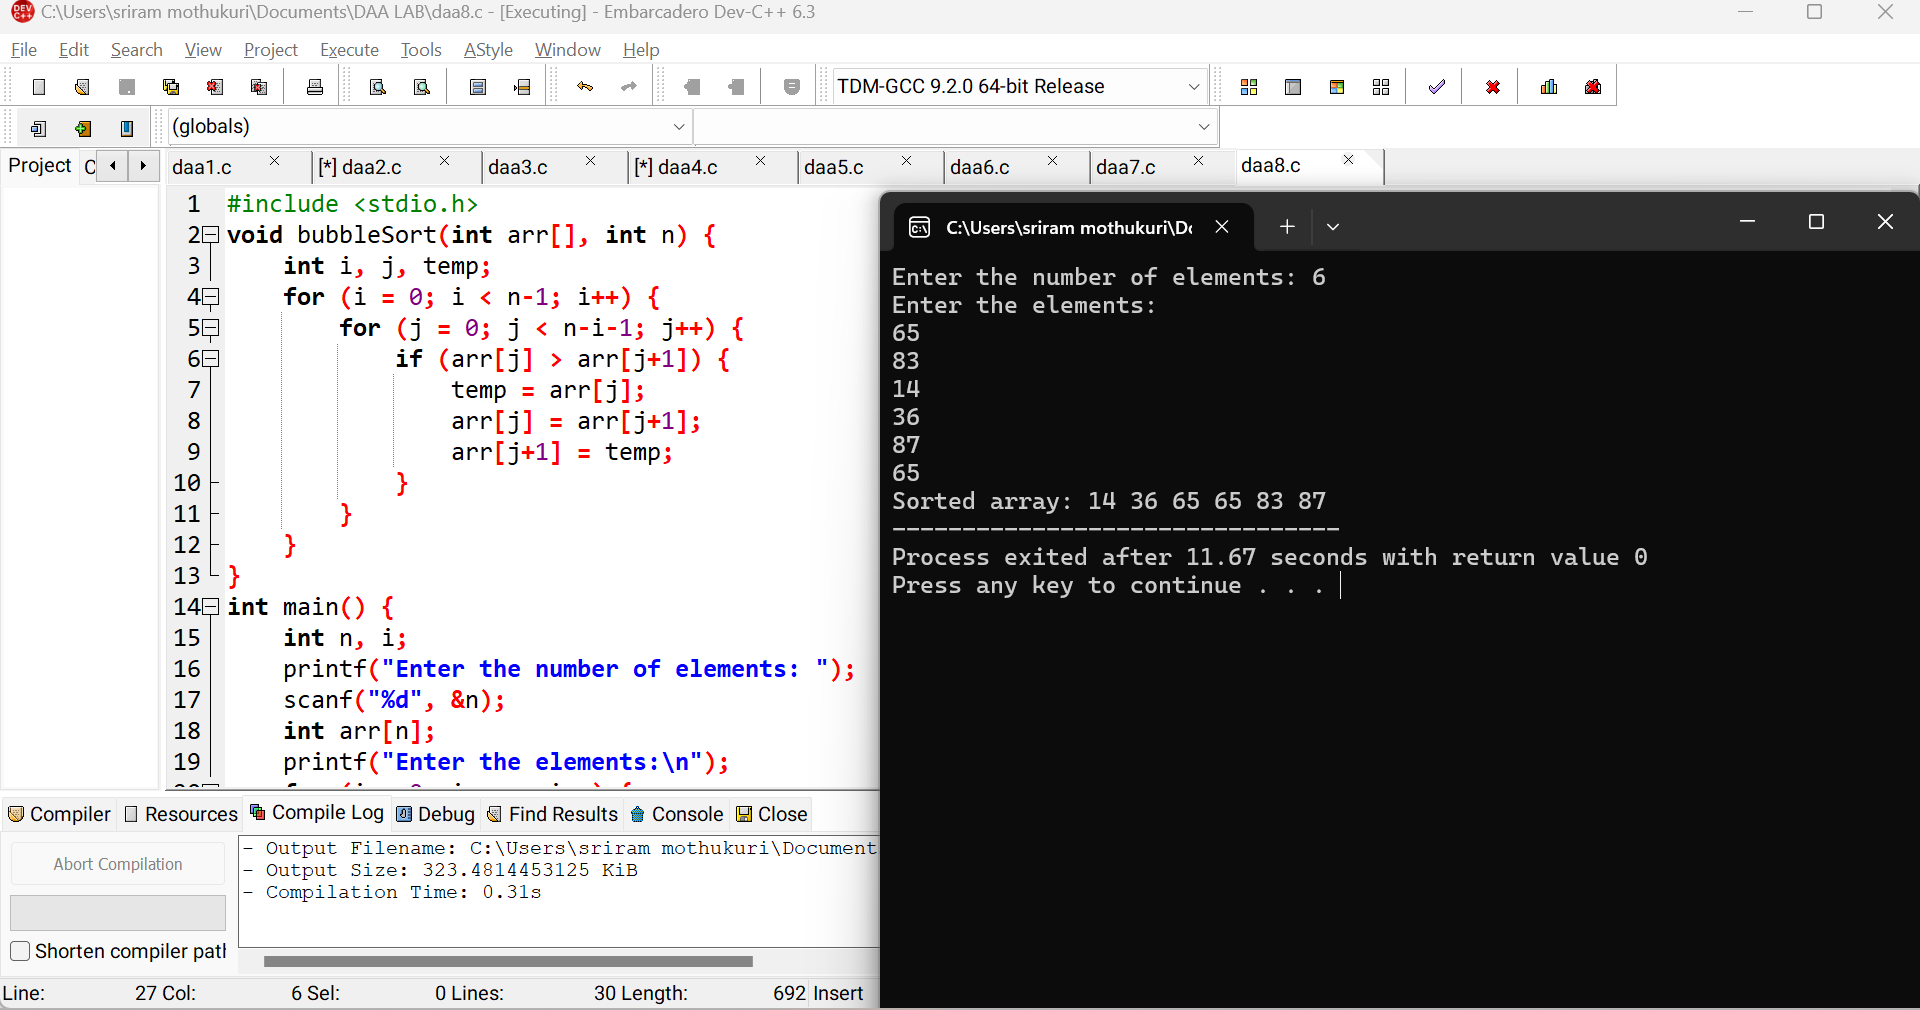 C:\Users\sriram mothukuri\Documents\DAA LAB\daa8.c - [Executing] - Embarcadero Dev-C++ 6.3
File Edit Search View Project Execute Tools AStyle Window Help
TDM-GCC 9.2.0 64-bit Release
(globals)
Project C
daa1.c [*] daa2.c daa3.c [*] daa4.c daa5.c daa6.c daa7.c daa8.c
1 #include <stdio.h>
2 void bubbleSort(int arr[], int n) {
3     int i, j, temp;
4     for (i = 0; i < n-1; i++) {
5         for (j = 0; j < n-i-1; j++) {
6             if (arr[j] > arr[j+1]) {
7                 temp = arr[j];
8                 arr[j] = arr[j+1];
9                 arr[j+1] = temp;
10             }
11         }
12     }
13 }
14 int main() {
15     int n, i;
16     printf("Enter the number of elements: ");
17     scanf("%d", &n);
18     int arr[n];
19     printf("Enter the elements:\n");
C:\Users\sriram mothukuri\Do
Enter the number of elements: 6
Enter the elements:
65
83
14
36
87
65
Sorted array: 14 36 65 65 83 87
--------------------------------
Process exited after 11.67 seconds with return value 0
Press any key to continue . . .
Compiler Resources Compile Log Debug Find Results Console Close
Abort Compilation
Shorten compiler path
- Output Filename: C:\Users\sriram mothukuri\Document
- Output Size: 323.4814453125 KiB
- Compilation Time: 0.31s
Line: 27 Col: 6 Sel: 0 Lines: 30 Length: 692 Insert